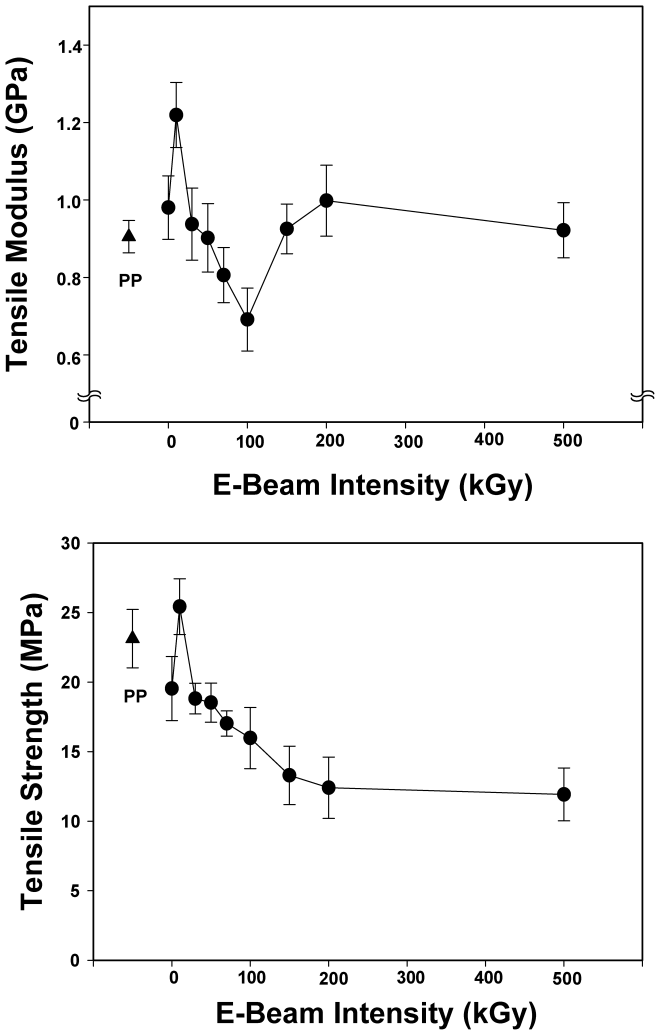 Tensile Modulus (GPa)
1.4
1.2
1.0
0.8
0.6
0
PP
0 100 200 300 400 500
E-Beam Intensity (kGy)
Tensile Strength (MPa)
30
25
20
15
10
5
0
PP
0 100 200 300 400 500
E-Beam Intensity (kGy)